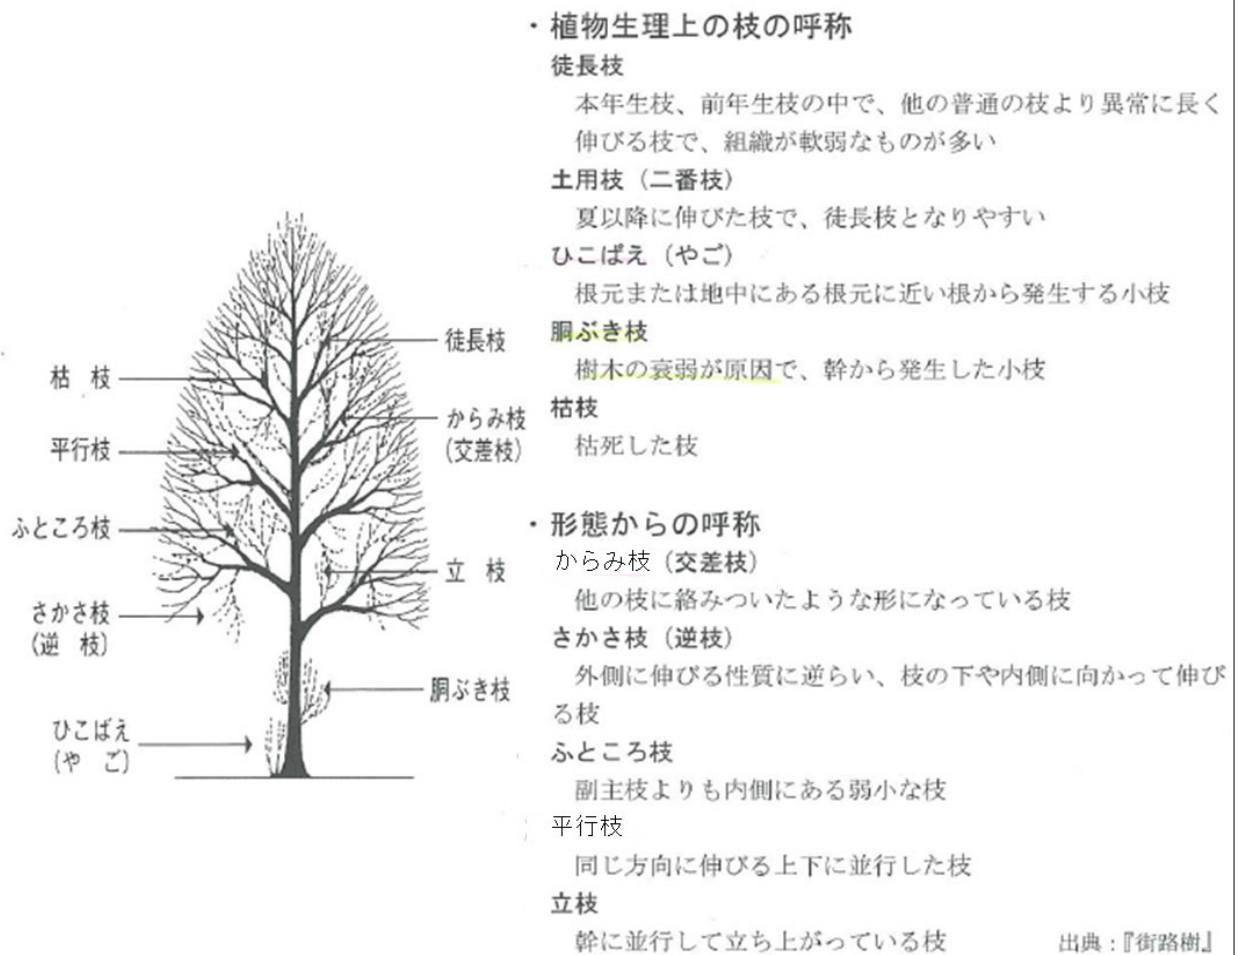 ・植物生理上の枝の呼称
徒長枝
本年生枝、前年生枝の中で、他の普通の枝より異常に長く
伸びる枝で、組織が軟弱なものが多い
土用枝（二番枝）
夏以降に伸びた枝で、徒長枝となりやすい
ひこばえ（やご）
根元または地中にある根元に近い根から発生する小枝
胴ぶき枝
樹木の衰弱が原因で、幹から発生した小枝
枯枝
枯死した枝
・形態からの呼称
からみ枝（交差枝）
他の枝に絡みついたような形になっている枝
さかさ枝（逆枝）
外側に伸びる性質に逆らい、枝の下や内側に向かって伸び
る枝
ふところ枝
副主枝よりも内側にある弱小な枝
平行枝
同じ方向に伸びる上下に並行した枝
立枝
幹に並行して立ち上がっている枝
出典：『街路樹』
徒長枝
枯　枝
からみ枝
（交差枝）
平行枝
ふところ枝
立　枝
さかさ枝
（逆　枝）
胴ぶき枝
ひこばえ
（や　ご）